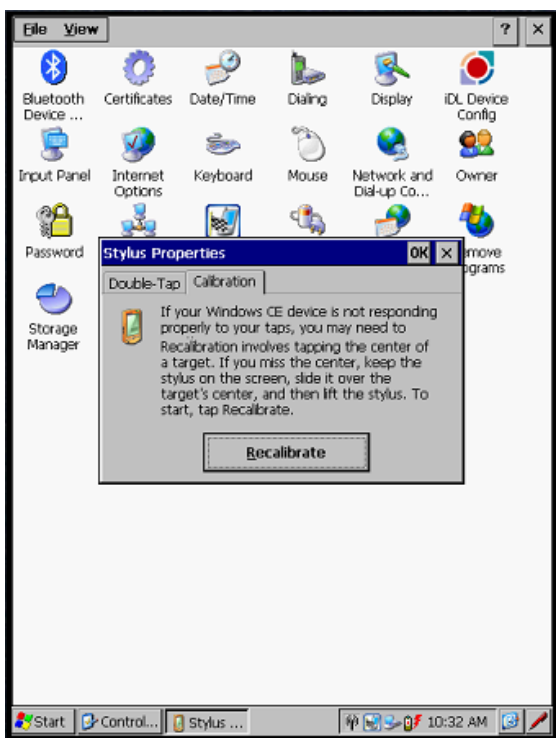 File View ? ×
Bluetooth Device ...
Certificates
Date/Time
Dialing
Display
iDL Device Config
Input Panel
Internet Options
Keyboard
Mouse
Network and Dial-up Co...
Owner
Password
Storage Manager
Stylus Properties OK ×
Double-Tap Calibration
If your Windows CE device is not responding
properly to your taps, you may need to
Recalibration involves tapping the center of
a target. If you miss the center, keep the
stylus on the screen, slide it over the
target's center, and then lift the stylus. To
start, tap Recalibrate.
Recalibrate
Start Control... Stylus ... 10:32 AM